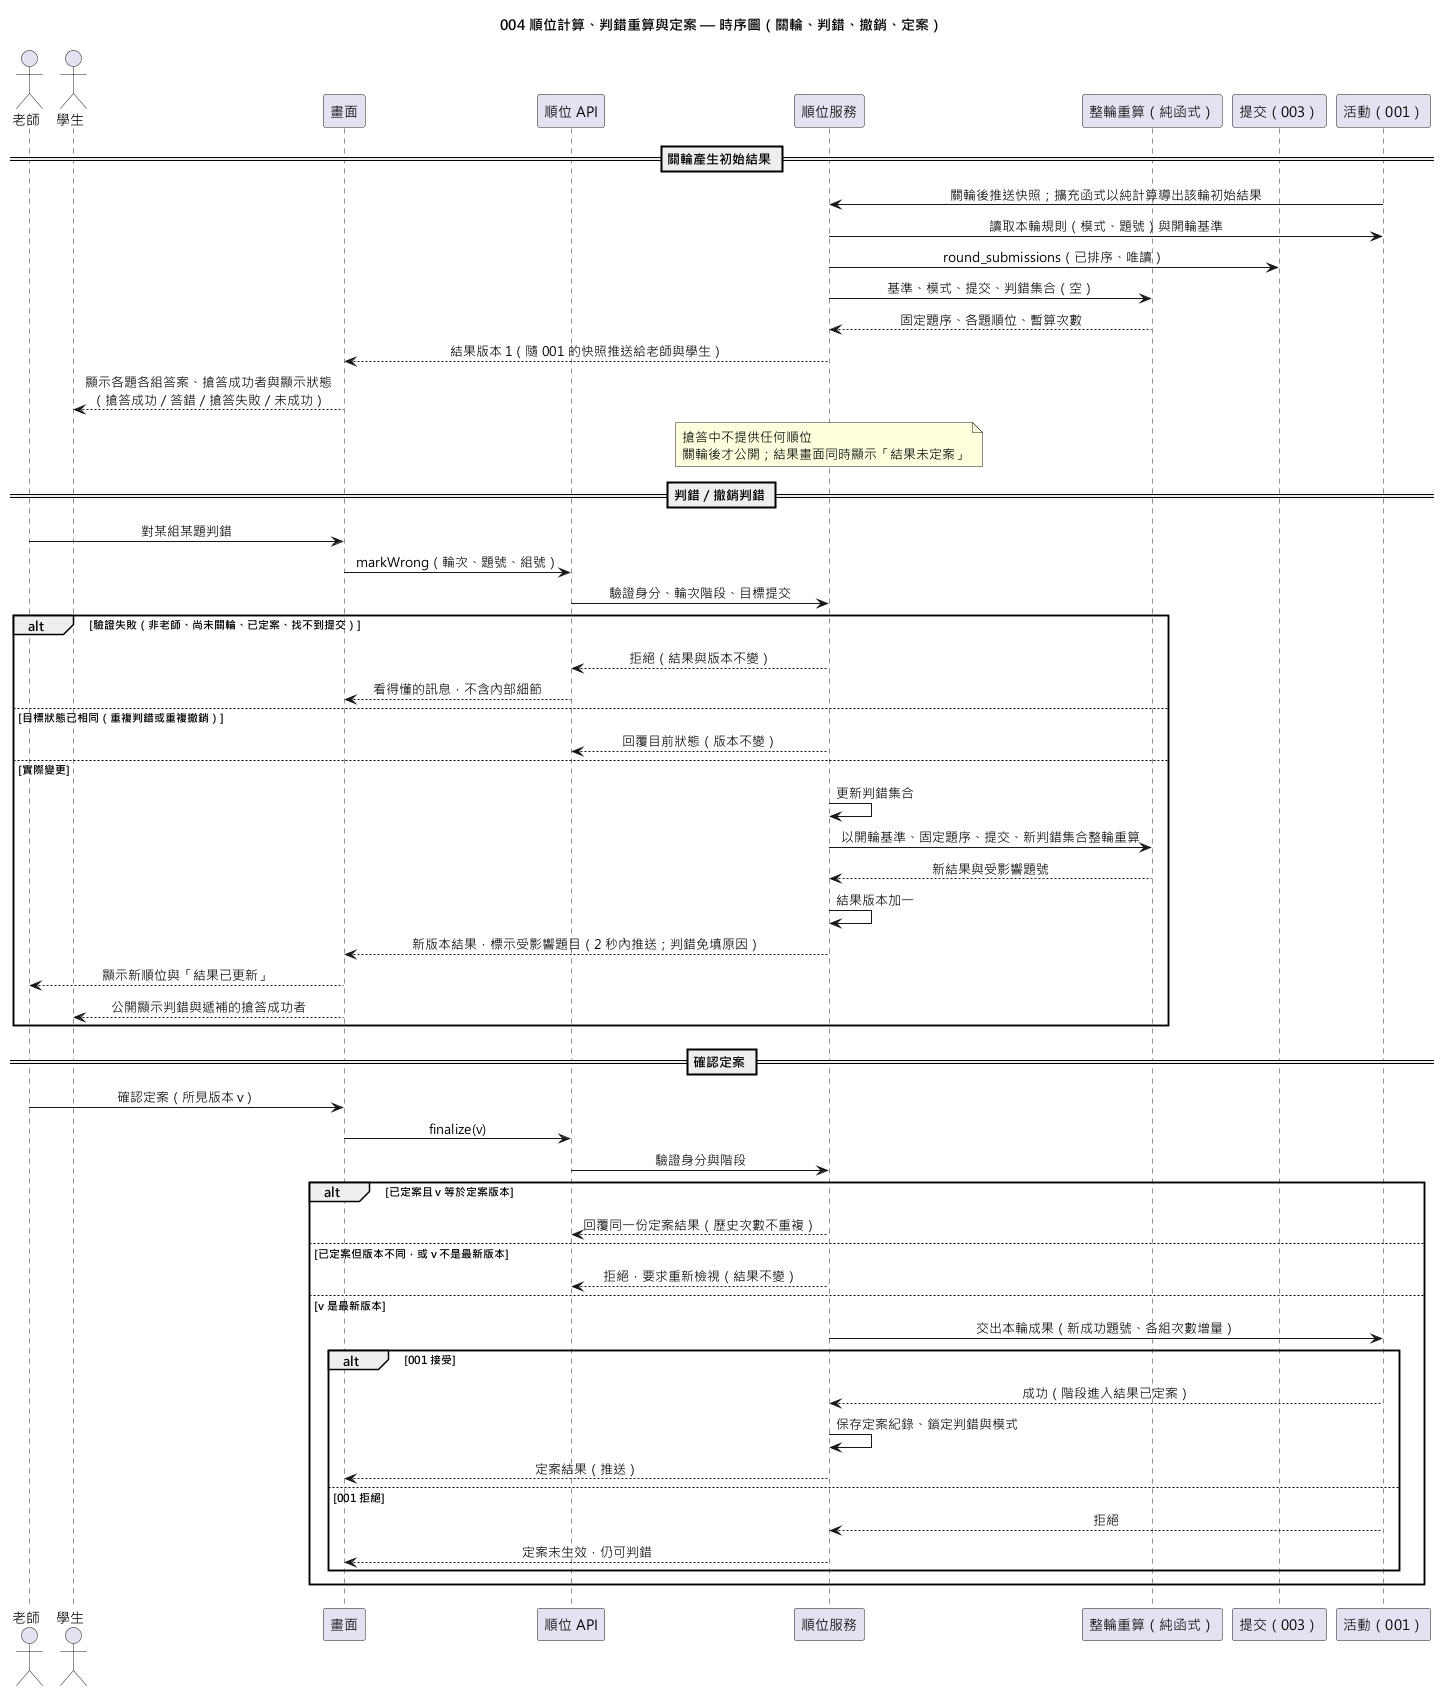 004 順位計算、判錯重算與定案 — 時序圖（關輪、判錯、撤銷、定案）
老師
學生
畫面
順位 API
順位服務
整輪重算（純函式）
提交（003）
活動（001）
關輪產生初始結果
關輪後推送快照；擴充函式以純計算導出該輪初始結果
讀取本輪規則（模式、題號）與開輪基準
round_submissions（已排序、唯讀）
基準、模式、提交、判錯集合（空）
固定題序、各題順位、暫算次數
結果版本 1（隨 001 的快照推送給老師與學生）
顯示各題各組答案、搶答成功者與顯示狀態
（搶答成功 / 答錯 / 搶答失敗 / 未成功）
搶答中不提供任何順位
關輪後才公開；結果畫面同時顯示「結果未定案」
判錯 / 撤銷判錯
對某組某題判錯
markWrong（輪次、題號、組號）
驗證身分、輪次階段、目標提交
alt
[驗證失敗（非老師、尚未關輪、已定案、找不到提交）]
拒絕（結果與版本不變）
看得懂的訊息，不含內部細節
[目標狀態已相同（重複判錯或重複撤銷）]
回覆目前狀態（版本不變）
[實際變更]
更新判錯集合
以開輪基準、固定題序、提交、新判錯集合整輪重算
新結果與受影響題號
結果版本加一
新版本結果，標示受影響題目（2 秒內推送；判錯免填原因）
顯示新順位與「結果已更新」
公開顯示判錯與遞補的搶答成功者
確認定案
確認定案（所見版本 v）
finalize(v)
驗證身分與階段
alt
[已定案且 v 等於定案版本]
回覆同一份定案結果（歷史次數不重複）
[已定案但版本不同，或 v 不是最新版本]
拒絕，要求重新檢視（結果不變）
[v 是最新版本]
交出本輪成果（新成功題號、各組次數增量）
alt
[001 接受]
成功（階段進入結果已定案）
保存定案紀錄、鎖定判錯與模式
定案結果（推送）
[001 拒絕]
拒絕
定案未生效，仍可判錯
老師
學生
畫面
順位 API
順位服務
整輪重算（純函式）
提交（003）
活動（001）